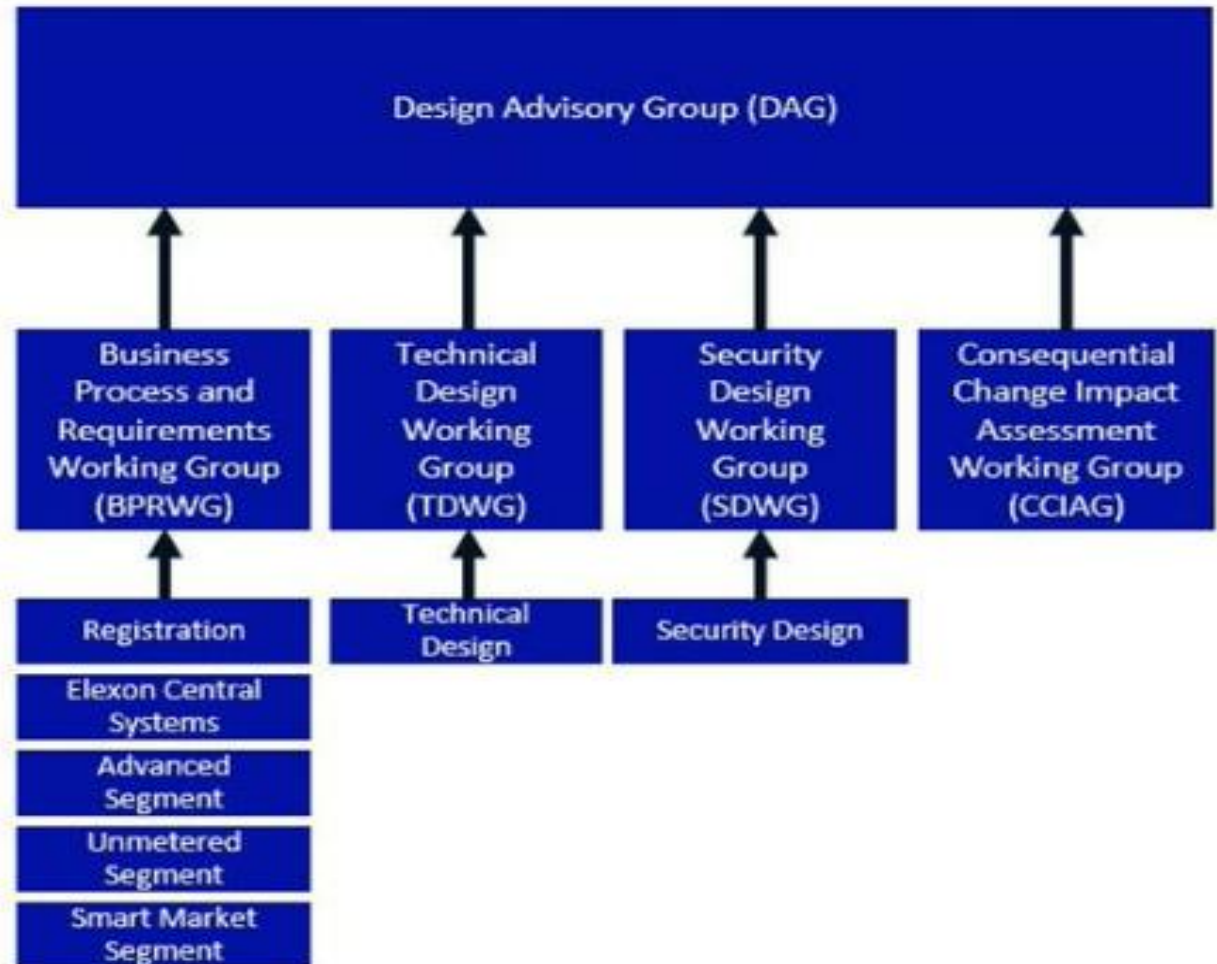 Design Advisory Group (DAG)
Business
Process and
Requirements
Working Group
(BPRWG)
Technical
Design
Working
Group
(TDWG)
Security
Design
Working
Group
(SDWG)
Consequential
Change Impact
Assessment
Working Group
(CCIAG)
Registration
Technical
Design
Security Design
Elexon Central
Systems
Advanced
Segment
Unmetered
Segment
Smart Market
Segment